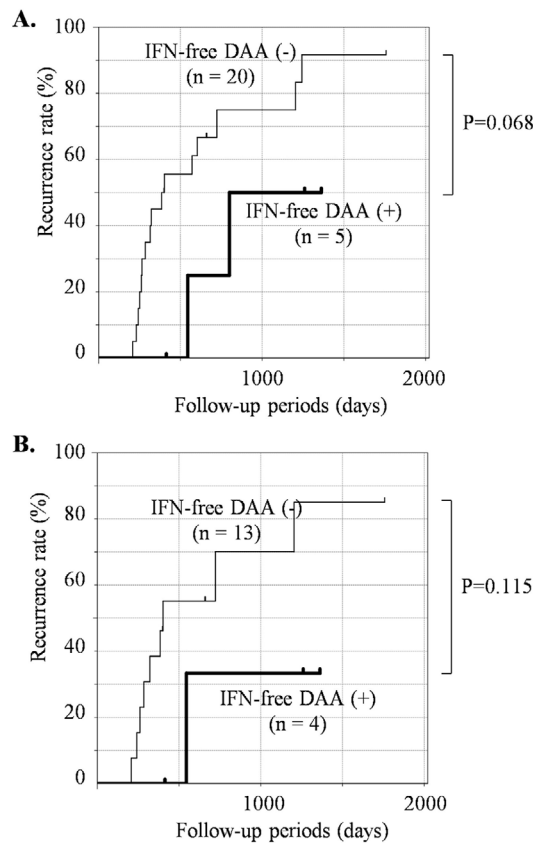 A.
100
80
60
40
20
0
Recurrence rate (%)
IFN-free DAA (-)
(n = 20)
IFN-free DAA (+)
(n = 5)
P=0.068
1000
2000
Follow-up periods (days)
B.
100
80
60
40
20
0
Recurrence rate (%)
IFN-free DAA (-)
(n = 13)
IFN-free DAA (+)
(n = 4)
P=0.115
1000
2000
Follow-up periods (days)